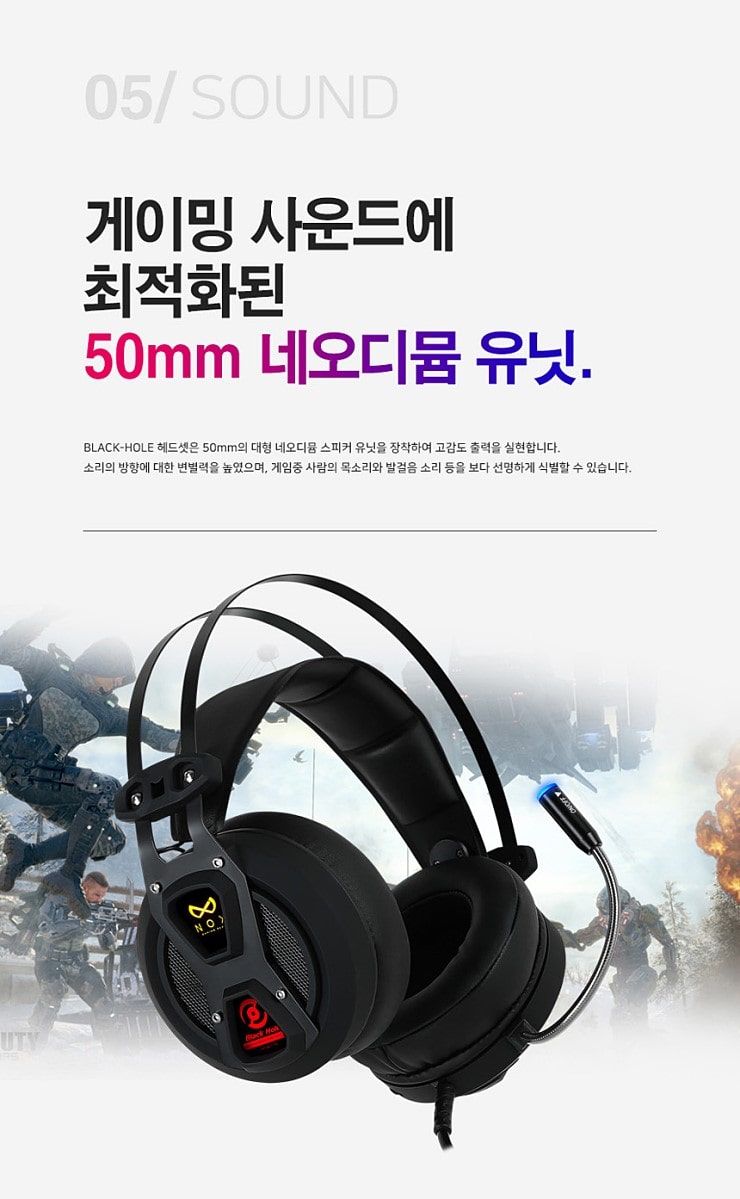 05/ SOUND
게이밍 사운드에
최적화된
50mm 네오디뮴 유닛.
BLACK-HOLE 헤드셋은 50mm의 대형 네오디뮴 스피커 유닛을 장착하여 고감도 출력을 실현합니다.
소리의 방향에 대한 변별력을 높였으며, 게임중 사람의 목소리와 발걸음 소리 등을 보다 선명하게 식별할 수 있습니다.
ON/OFF
NOX
Black Hole